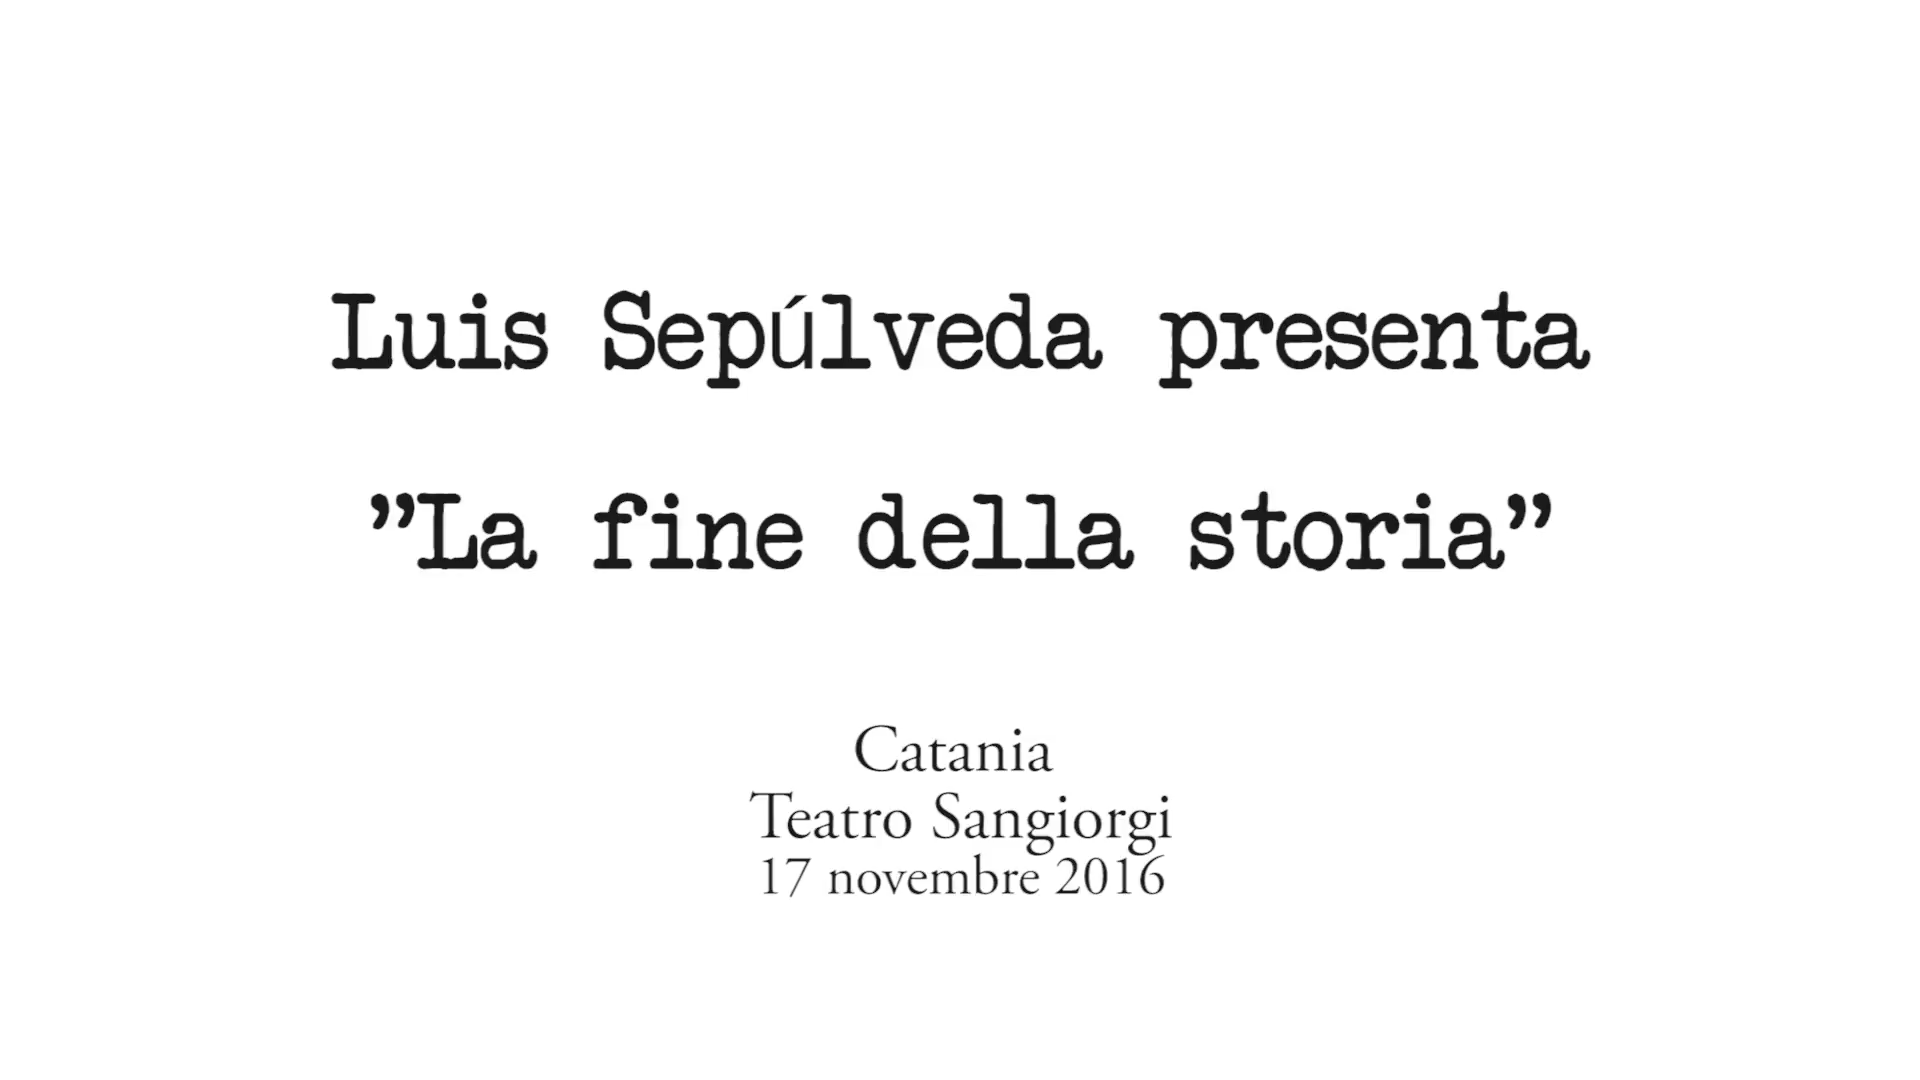 Luis Sepúlveda presenta
”La fine della storia”
Catania
Teatro Sangiorgi
17 novembre 2016